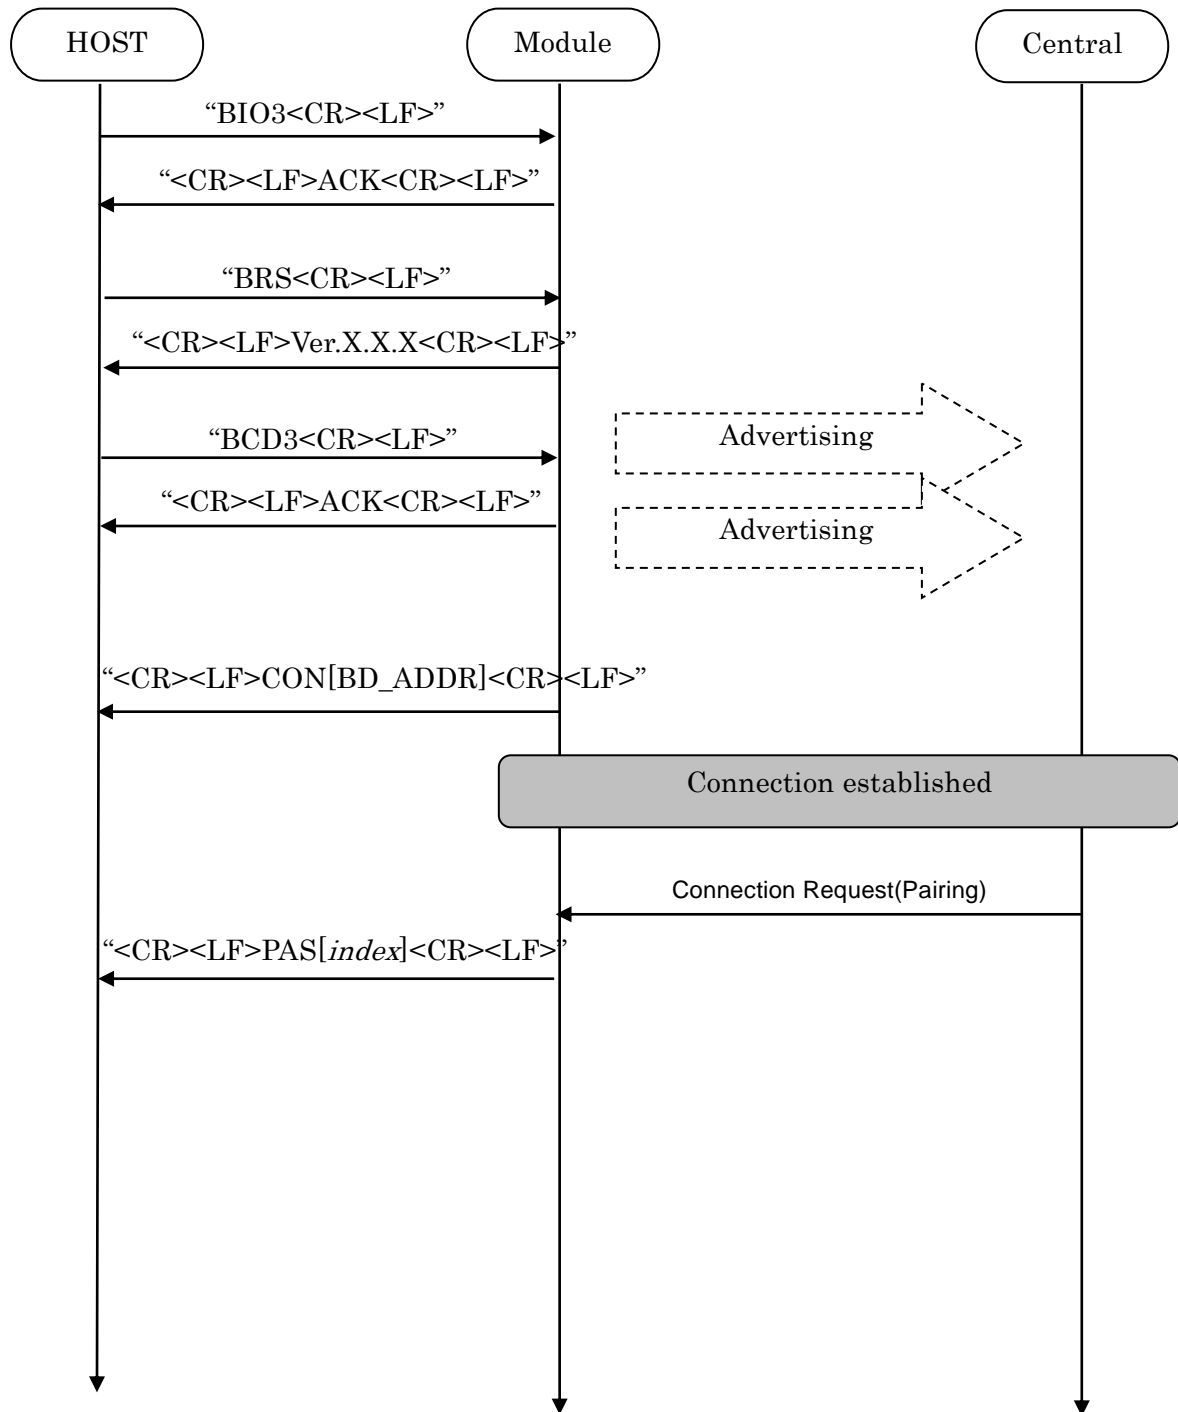 HOST
Module
Central
“BIO3<CR><LF>”
“<CR><LF>ACK<CR><LF>”
“BRS<CR><LF>”
“<CR><LF>Ver.X.X.X<CR><LF>”
“BCD3<CR><LF>”
Advertising
“<CR><LF>ACK<CR><LF>”
Advertising
“<CR><LF>CON[BD_ADDR]<CR><LF>”
Connection established
Connection Request(Pairing)
“<CR><LF>PAS[index]<CR><LF>”